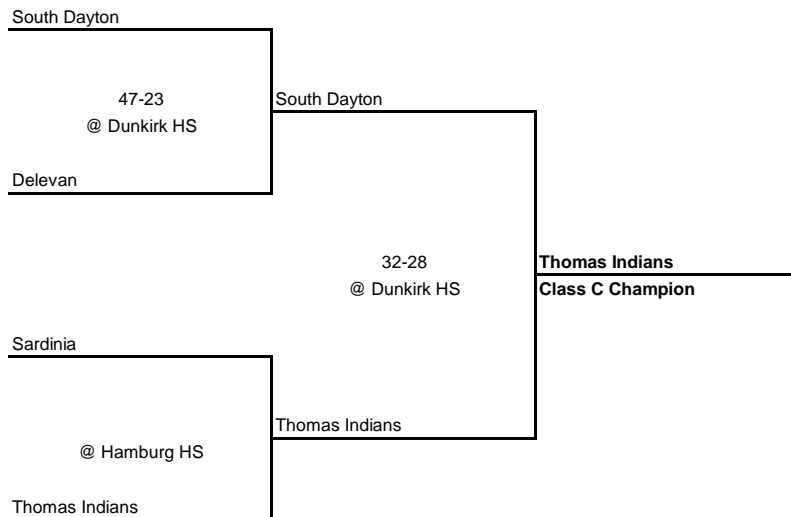 South Dayton
47-23
@ Dunkirk HS
South Dayton
Delevan
32-28
@ Dunkirk HS
Thomas Indians
Class C Champion
Sardinia
Thomas Indians
@ Hamburg HS
Thomas Indians